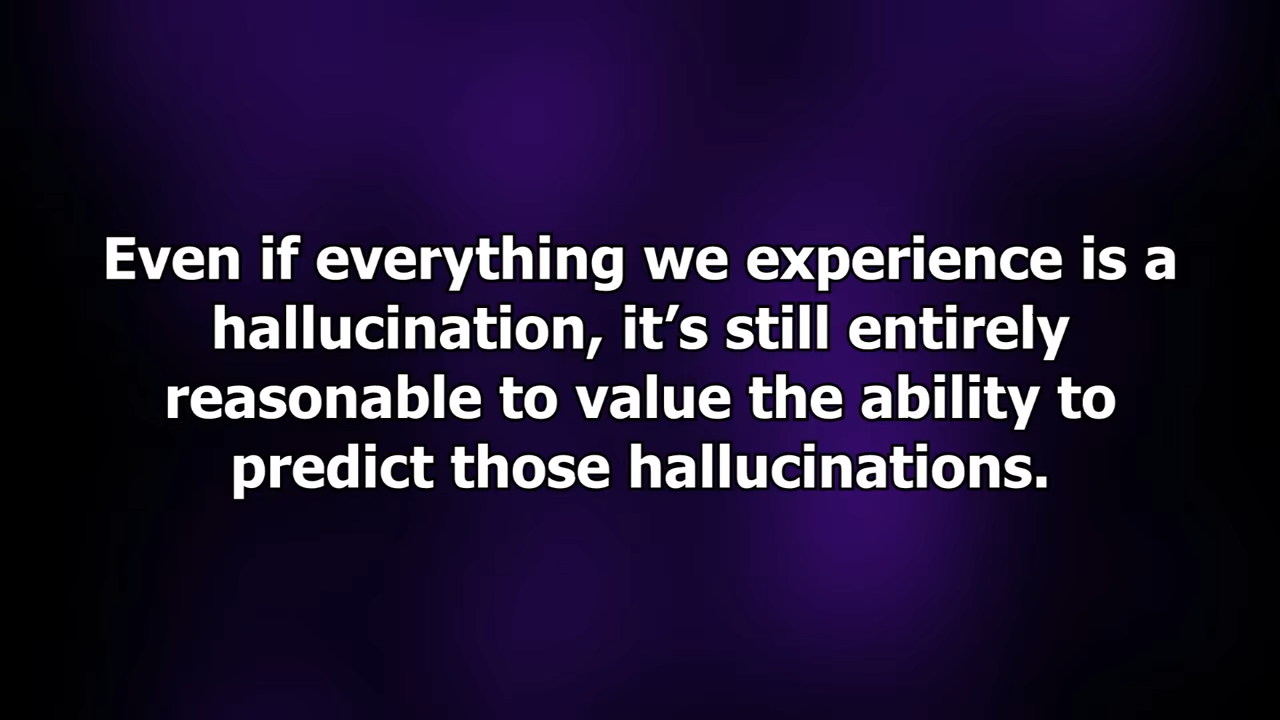 Even if everything we experience is a
hallucination, it’s still entirely
reasonable to value the ability to
predict those hallucinations.